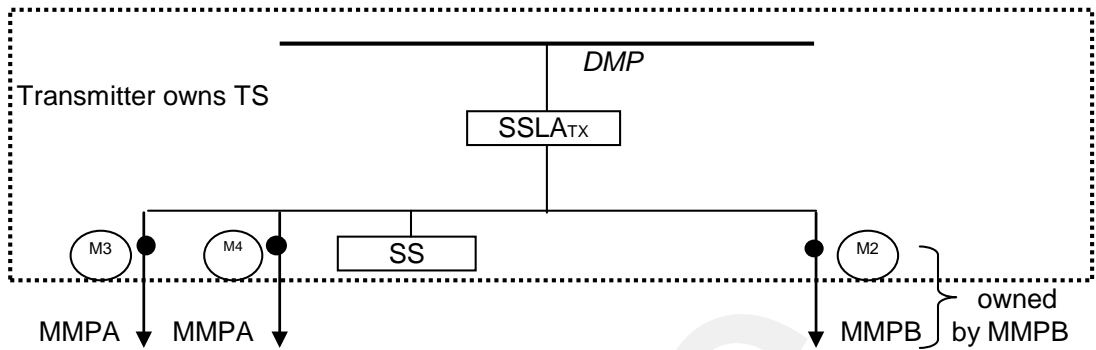 DMP
Transmitter owns TS
SSLATX
M3
M4
SS
M2
MMPA
MMPA
MMPB
owned
by MMPB